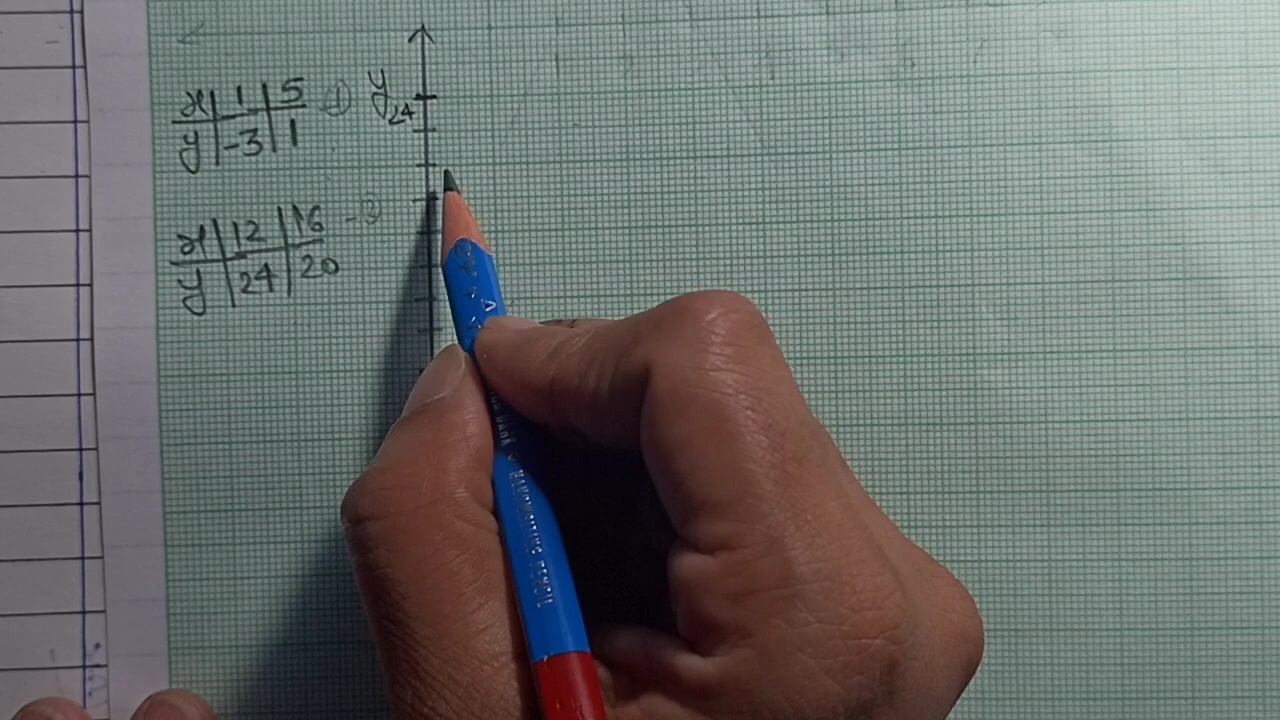 x | 1 | 5 ①
y | -3 | 1
y
24
x | 12 | 16 -②
y | 24 | 20